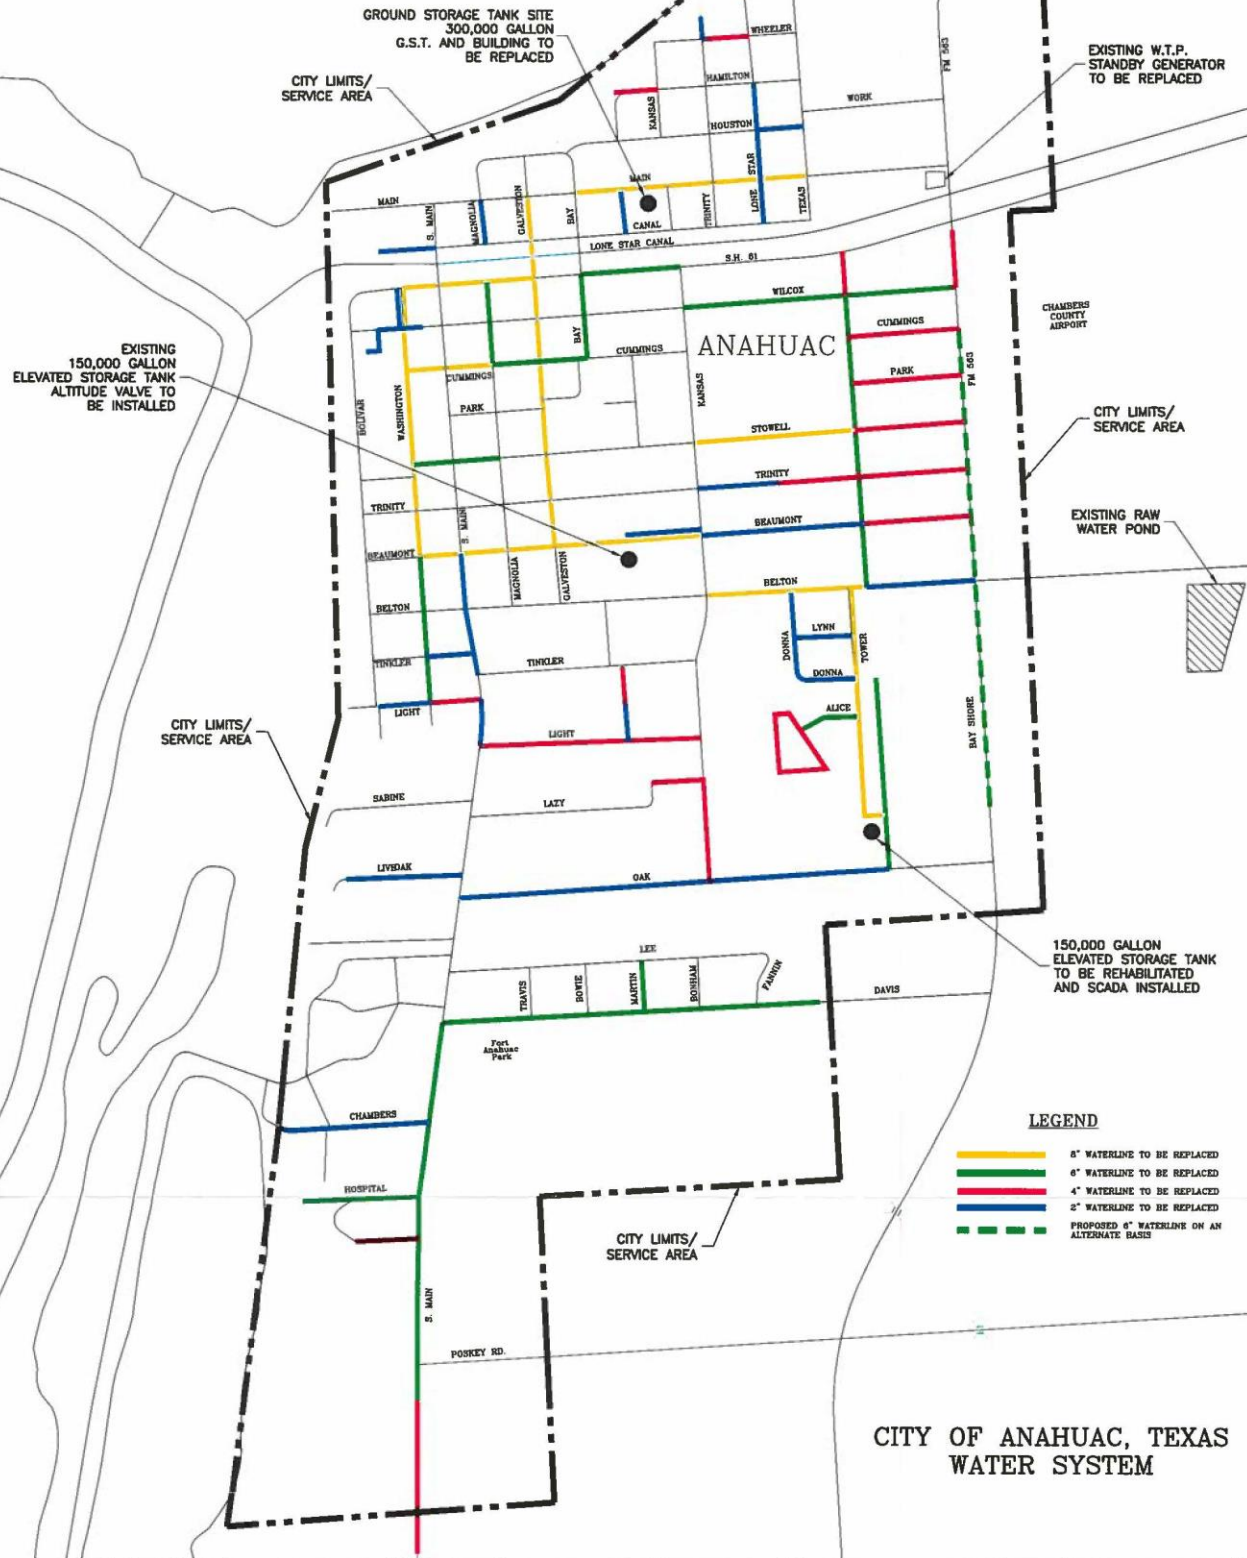 GROUND STORAGE TANK SITE
300,000 GALLON
G.S.T. AND BUILDING TO
BE REPLACED
WHEELER
FM 563
EXISTING W.T.P.
STANDBY GENERATOR
TO BE REPLACED
CITY LIMITS/
SERVICE AREA
HAMILTON
KANSAS
WORK
HOUSTON
LONE STAR
MAIN
MAIN
S. MAIN
MAGNOLIA
GALVESTON
BAY
TRINITY
TEXAS
CANAL
LONE STAR CANAL
S.H. 61
WILCOX
CHAMBERS
COUNTY
AIRPORT
CUMMINGS
ANAHUAC
BAY
CUMMINGS
EXISTING
150,000 GALLON
ELEVATED STORAGE TANK
ALTITUDE VALVE TO
BE INSTALLED
FM 563
PARK
CUMMINGS
KANSAS
BOLIVAR
WASHINGTON
PARK
CITY LIMITS/
SERVICE AREA
STOWELL
TRINITY
TRINITY
S. MAIN
BEAUMONT
EXISTING RAW
WATER POND
BEAUMONT
MAGNOLIA
GALVESTON
BELTON
BELTON
LYNN
DONNA
TOWER
TINKLER
TINKLER
DONNA
LIGHT
ALICE
BAY SHORE
CITY LIMITS/
SERVICE AREA
LIGHT
SABINE
LAZY
LIVEOAK
OAK
LEE
150,000 GALLON
ELEVATED STORAGE TANK
TO BE REHABILITATED
AND SCADA INSTALLED
TRAVIS
BOWIE
MARTIN
BONHAM
FANNIN
DAVIS
Fort
Anahuac
Park
CHAMBERS
LEGEND
8" WATERLINE TO BE REPLACED
6" WATERLINE TO BE REPLACED
4" WATERLINE TO BE REPLACED
2" WATERLINE TO BE REPLACED
PROPOSED 6" WATERLINE ON AN
ALTERNATE BASIS
HOSPITAL
CITY LIMITS/
SERVICE AREA
S. MAIN
POSKEY RD.
CITY OF ANAHUAC, TEXAS
WATER SYSTEM